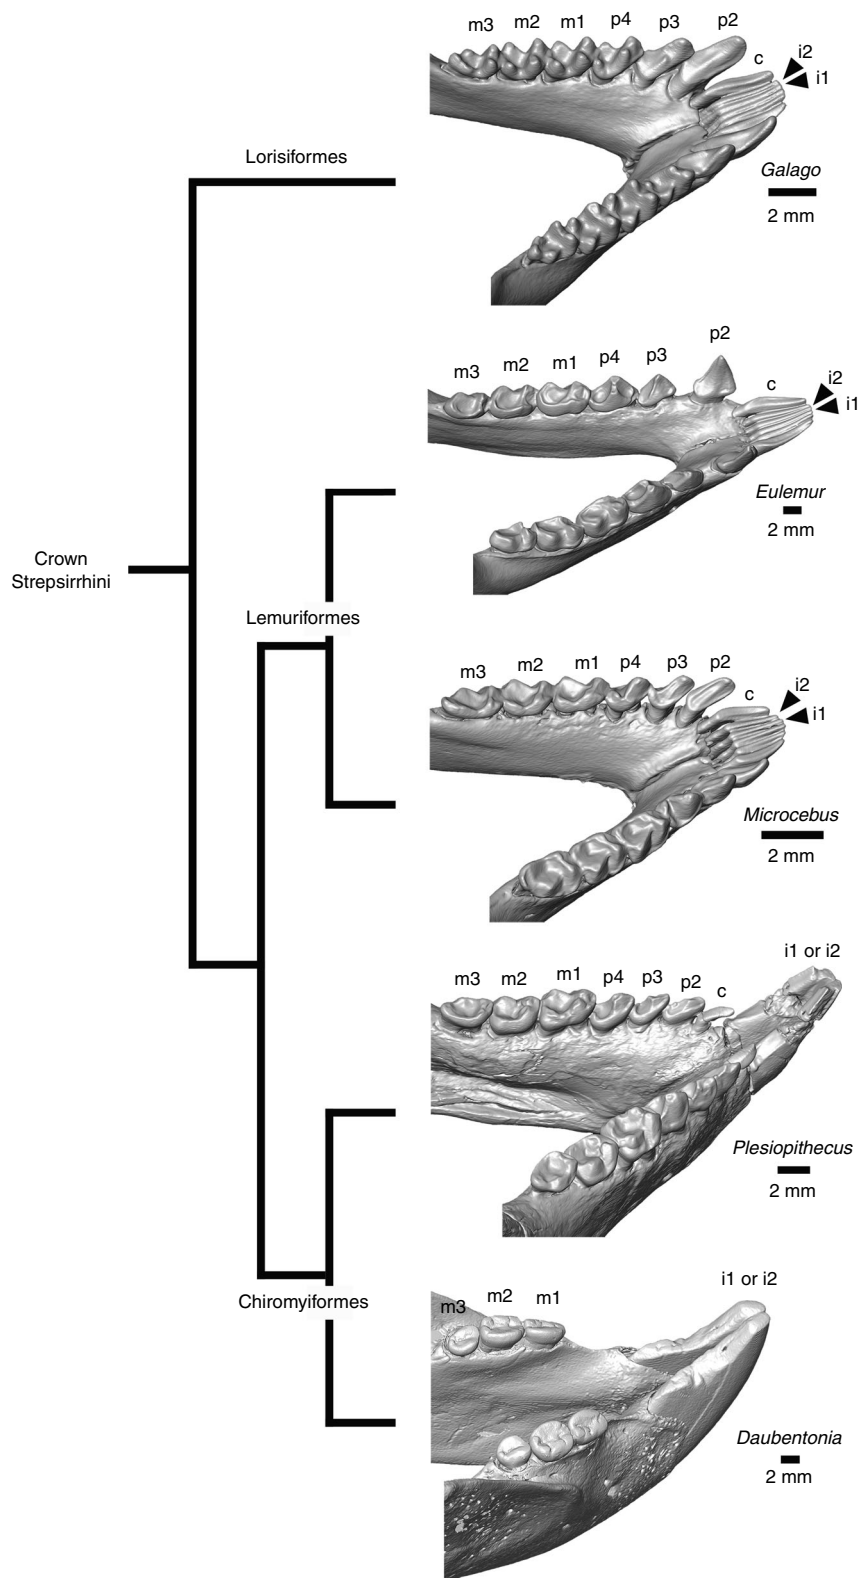 m3 m2 m1 p4 p3 p2 c i2 i1
Lorisiformes
Galago
2 mm
m3 m2 m1 p4 p3 p2 c i2 i1
Eulemur
2 mm
Crown
Strepsirrhini
Lemuriformes
m3 m2 m1 p4 p3 p2 c i2 i1
Microcebus
2 mm
m3 m2 m1 p4 p3 p2 c i1 or i2
Plesiopithecus
2 mm
Chiromyiformes
m3 m2 m1 i1 or i2
Daubentonia
2 mm